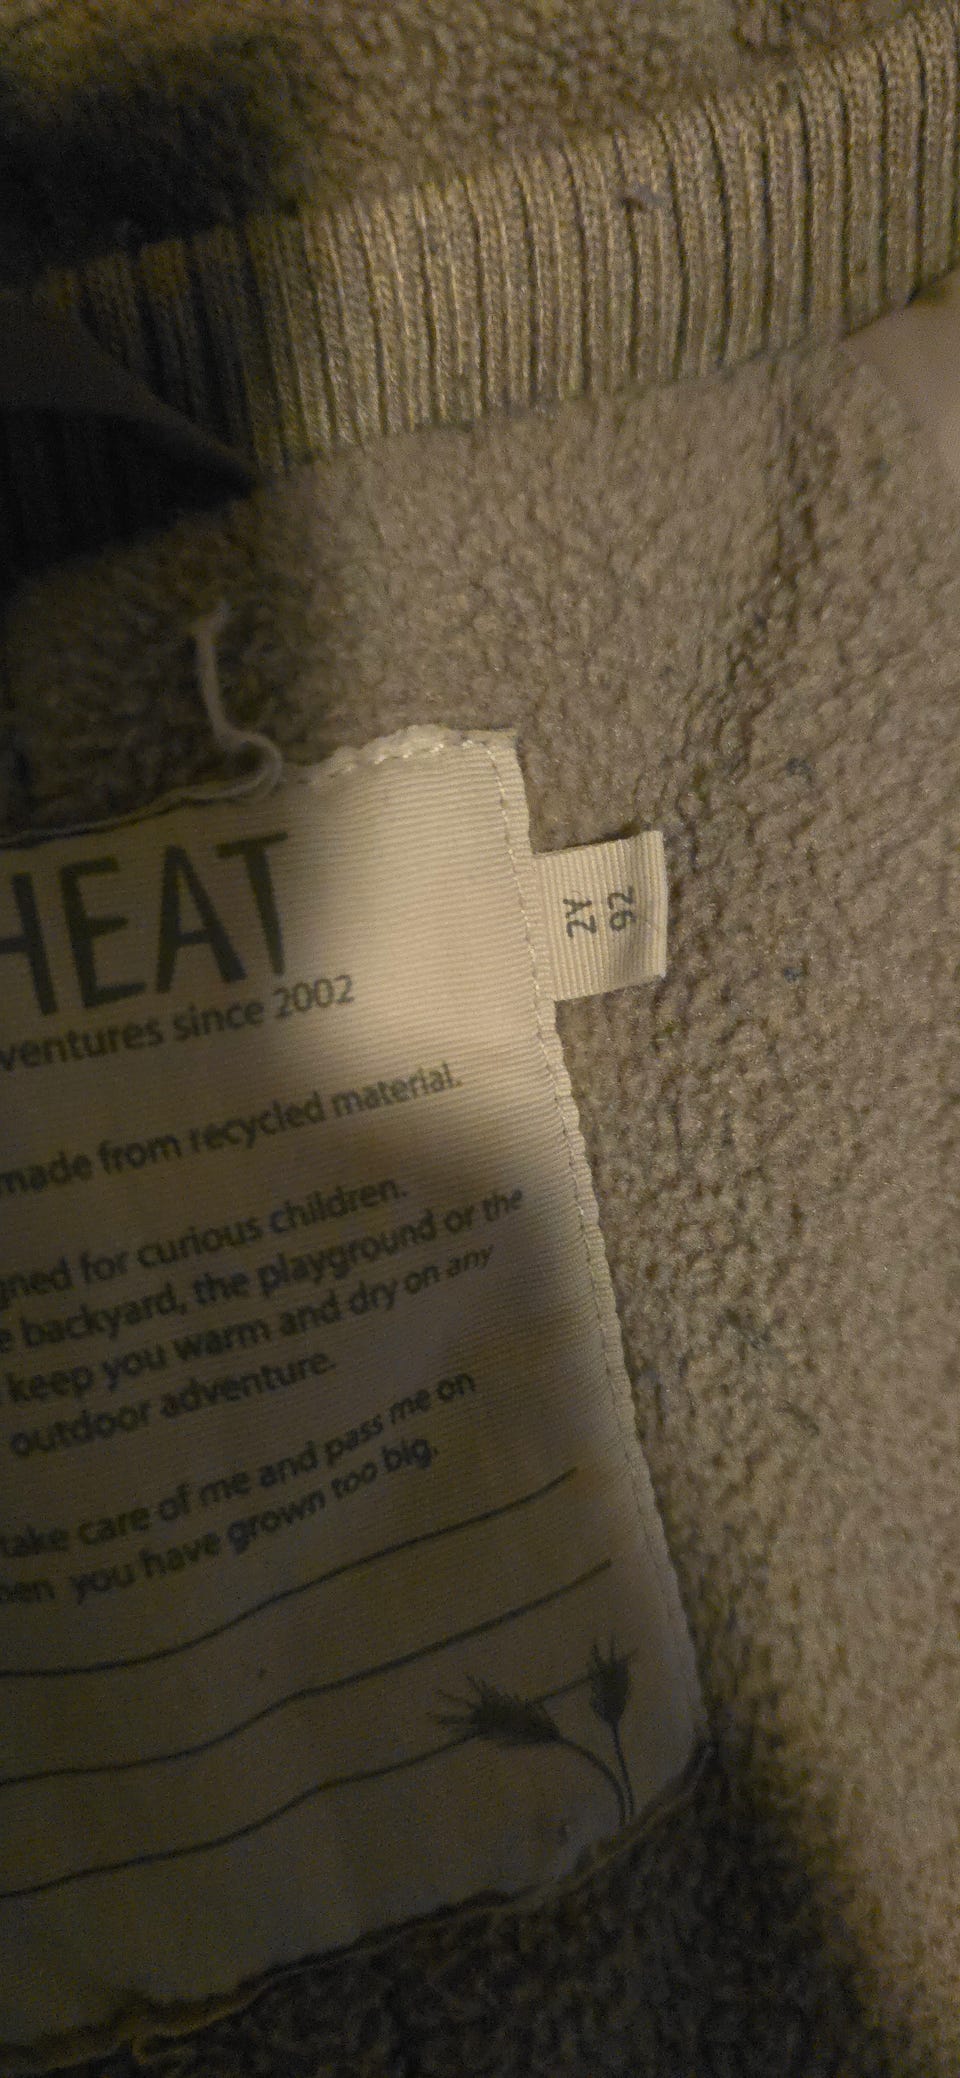 HEAT
ventures since 2002
made from recycled material.
gned for curious children.
e backyard, the playground or the
keep you warm and dry on any
outdoor adventure.
take care of me and pass me on
hen you have grown too big.
2Y
92